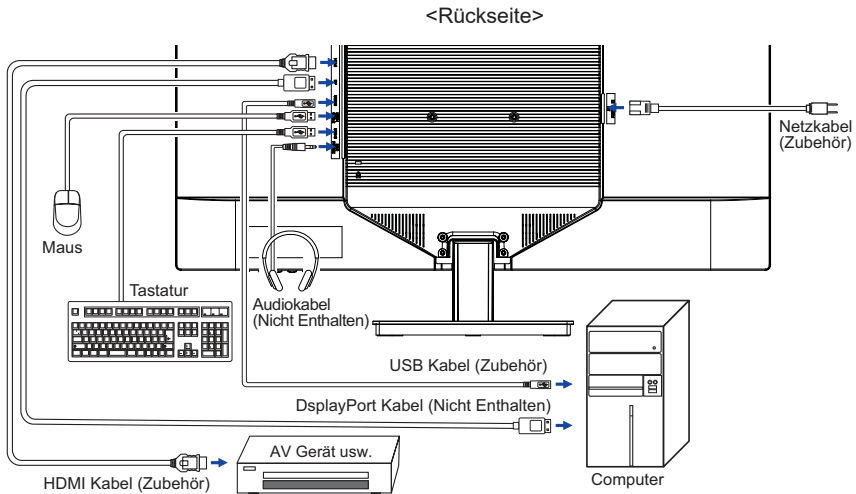 <Rückseite>
Netzkabel
(Zubehör)
Maus
Tastatur
Audiokabel
(Nicht Enthalten)
USB Kabel (Zubehör)
DsplayPort Kabel (Nicht Enthalten)
AV Gerät usw.
HDMI Kabel (Zubehör)
Computer